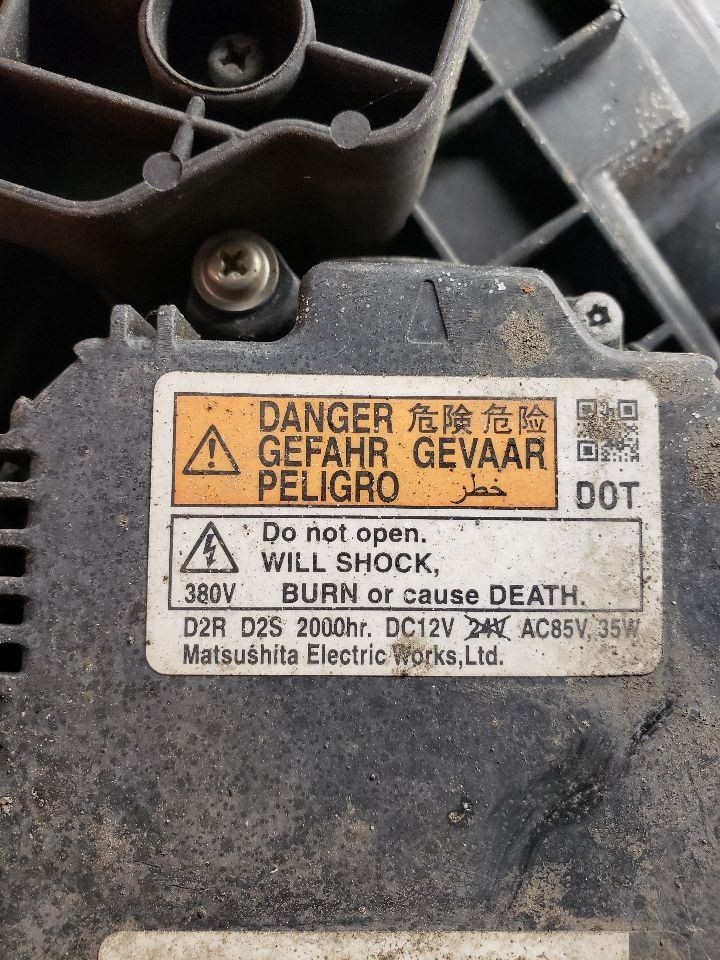 DANGER 危険 危险
GEFAHR GEVAAR
PELIGRO خطر
DOT
Do not open.
WILL SHOCK,
380V BURN or cause DEATH.
D2R D2S 2000hr. DC12V 24V AC85V, 35W
Matsushita Electric Works,Ltd.